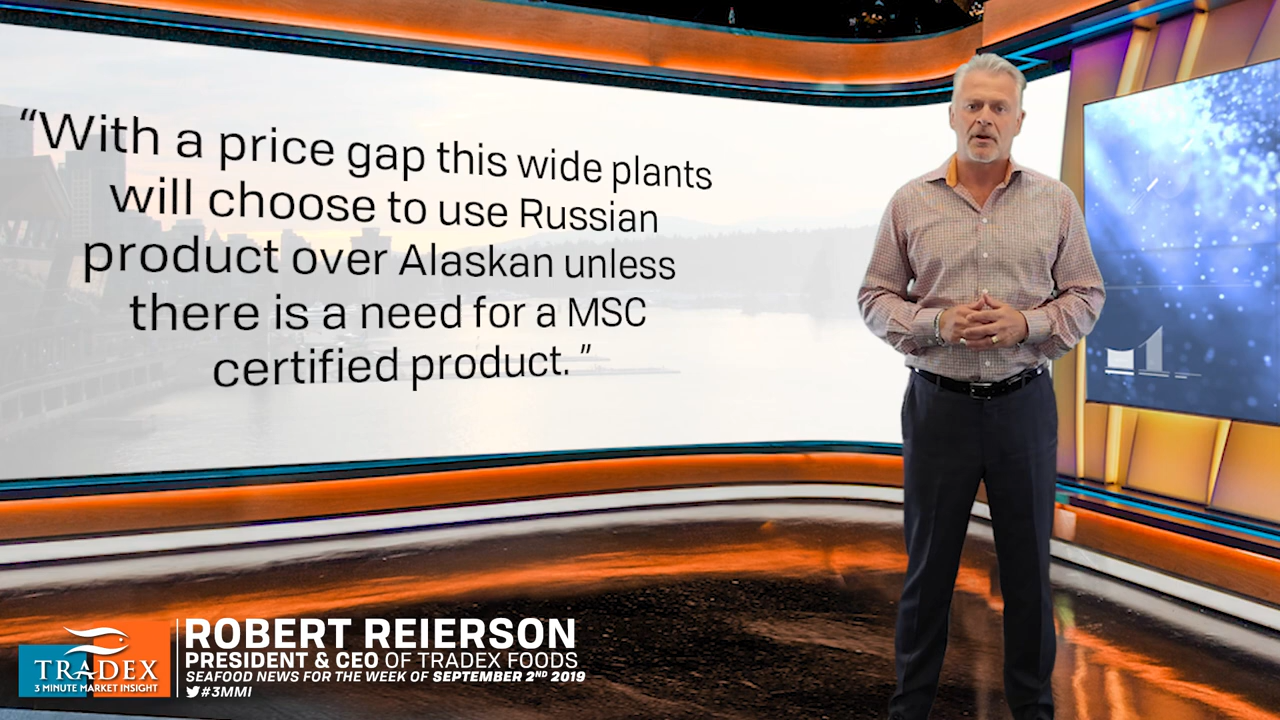 “With a price gap this wide plants
will choose to use Russian
product over Alaskan unless
there is a need for a MSC
certified product.”
ROBERT REIERSON
PRESIDENT & CEO OF TRADEX FOODS
SEAFOOD NEWS FOR THE WEEK OF SEPTEMBER 2ND 2019
#3MMI
TRADEX
3 MINUTE MARKET INSIGHT